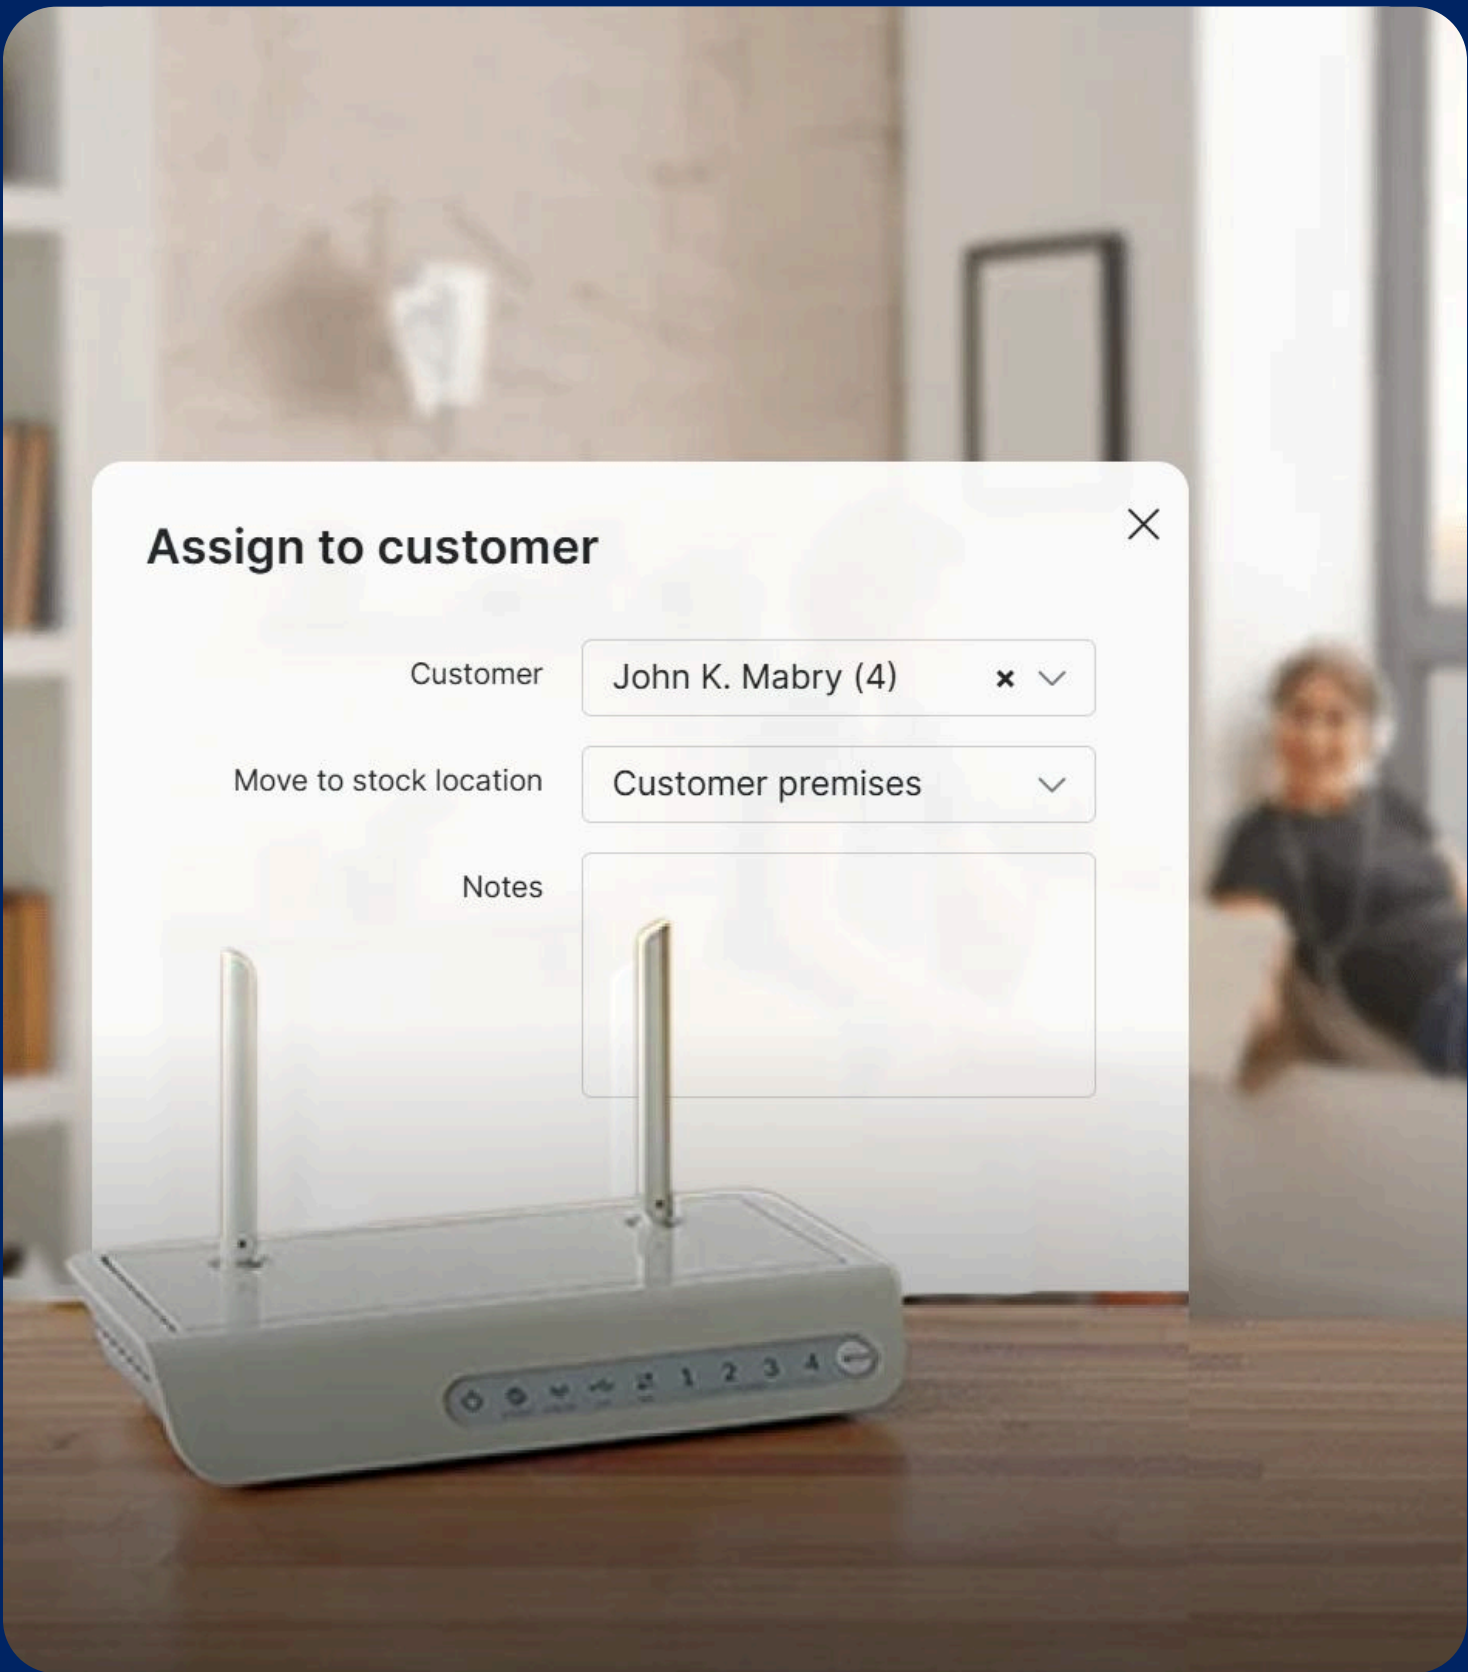 Assign to customer
Customer
John K. Mabry (4)
Move to stock location
Customer premises
Notes
1 2 3 4